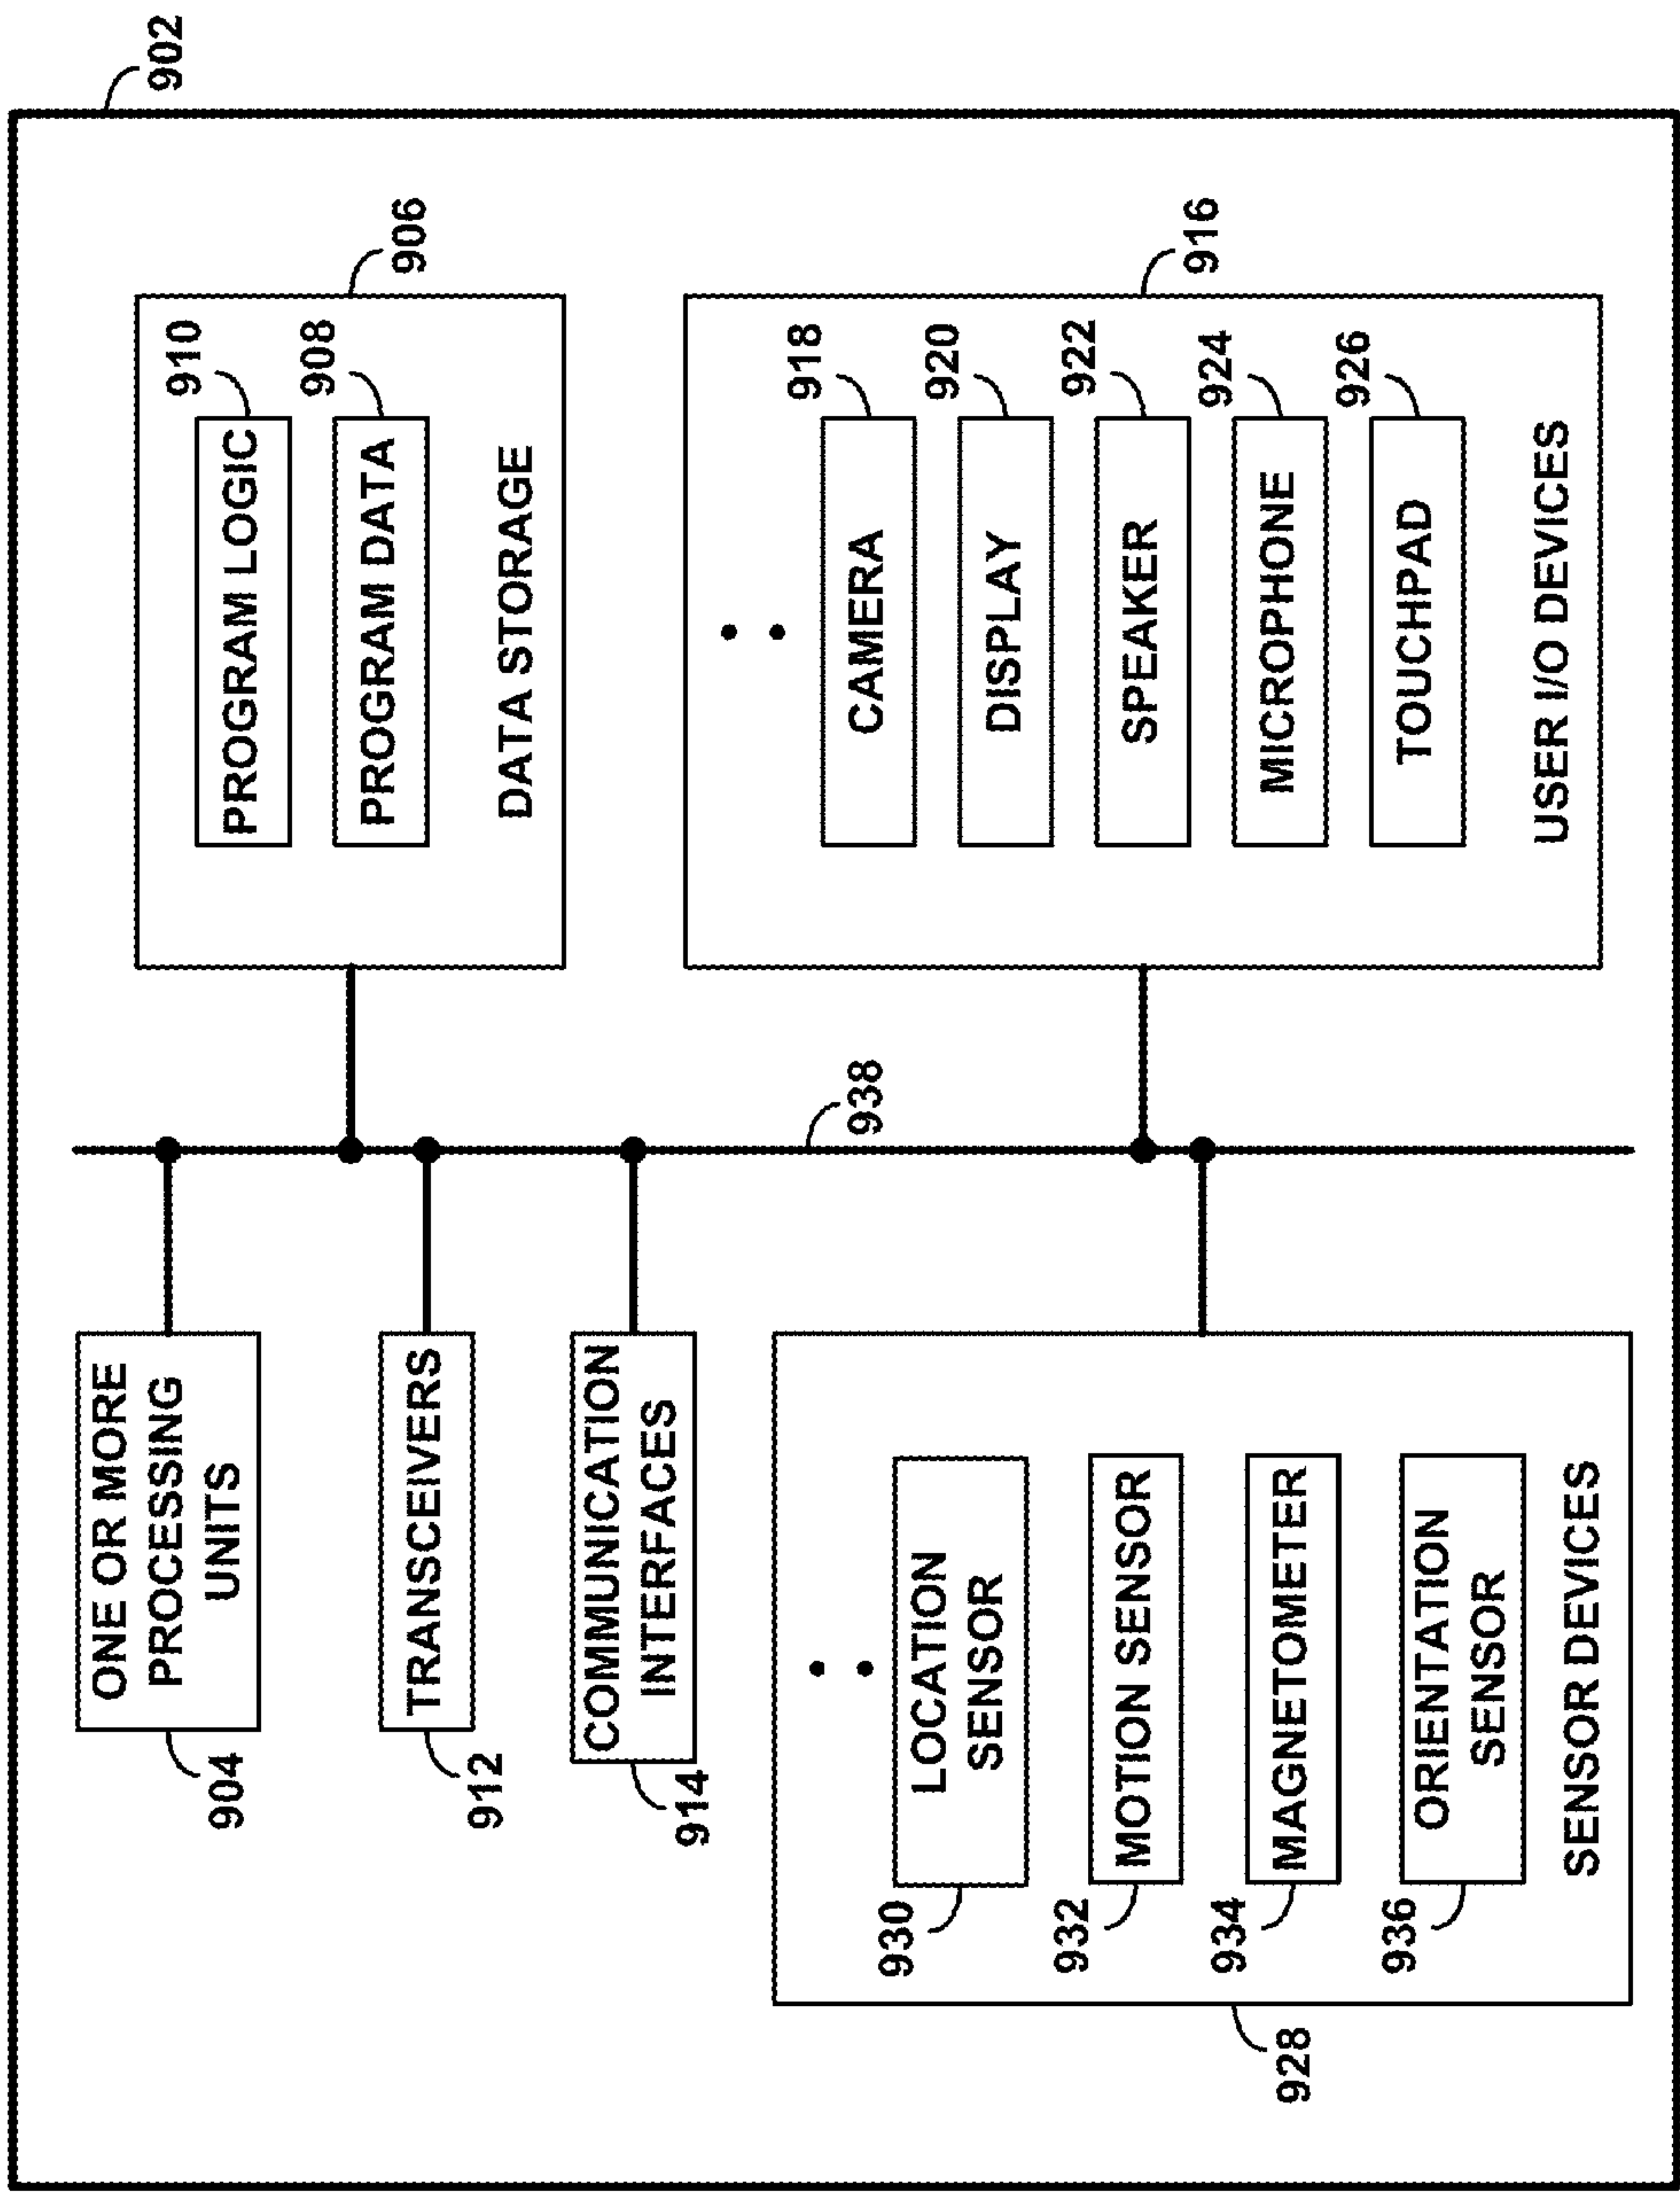 902
ONE OR MORE
PROCESSING
UNITS
904
TRANSCEIVERS
912
COMMUNICATION
INTERFACES
914
LOCATION
SENSOR
930
MOTION SENSOR
932
MAGNETOMETER
934
ORIENTATION
SENSOR
936
SENSOR DEVICES
928
938
906
PROGRAM LOGIC
910
PROGRAM DATA
908
DATA STORAGE
916
CAMERA
918
DISPLAY
920
SPEAKER
922
MICROPHONE
924
TOUCHPAD
926
USER I/O DEVICES